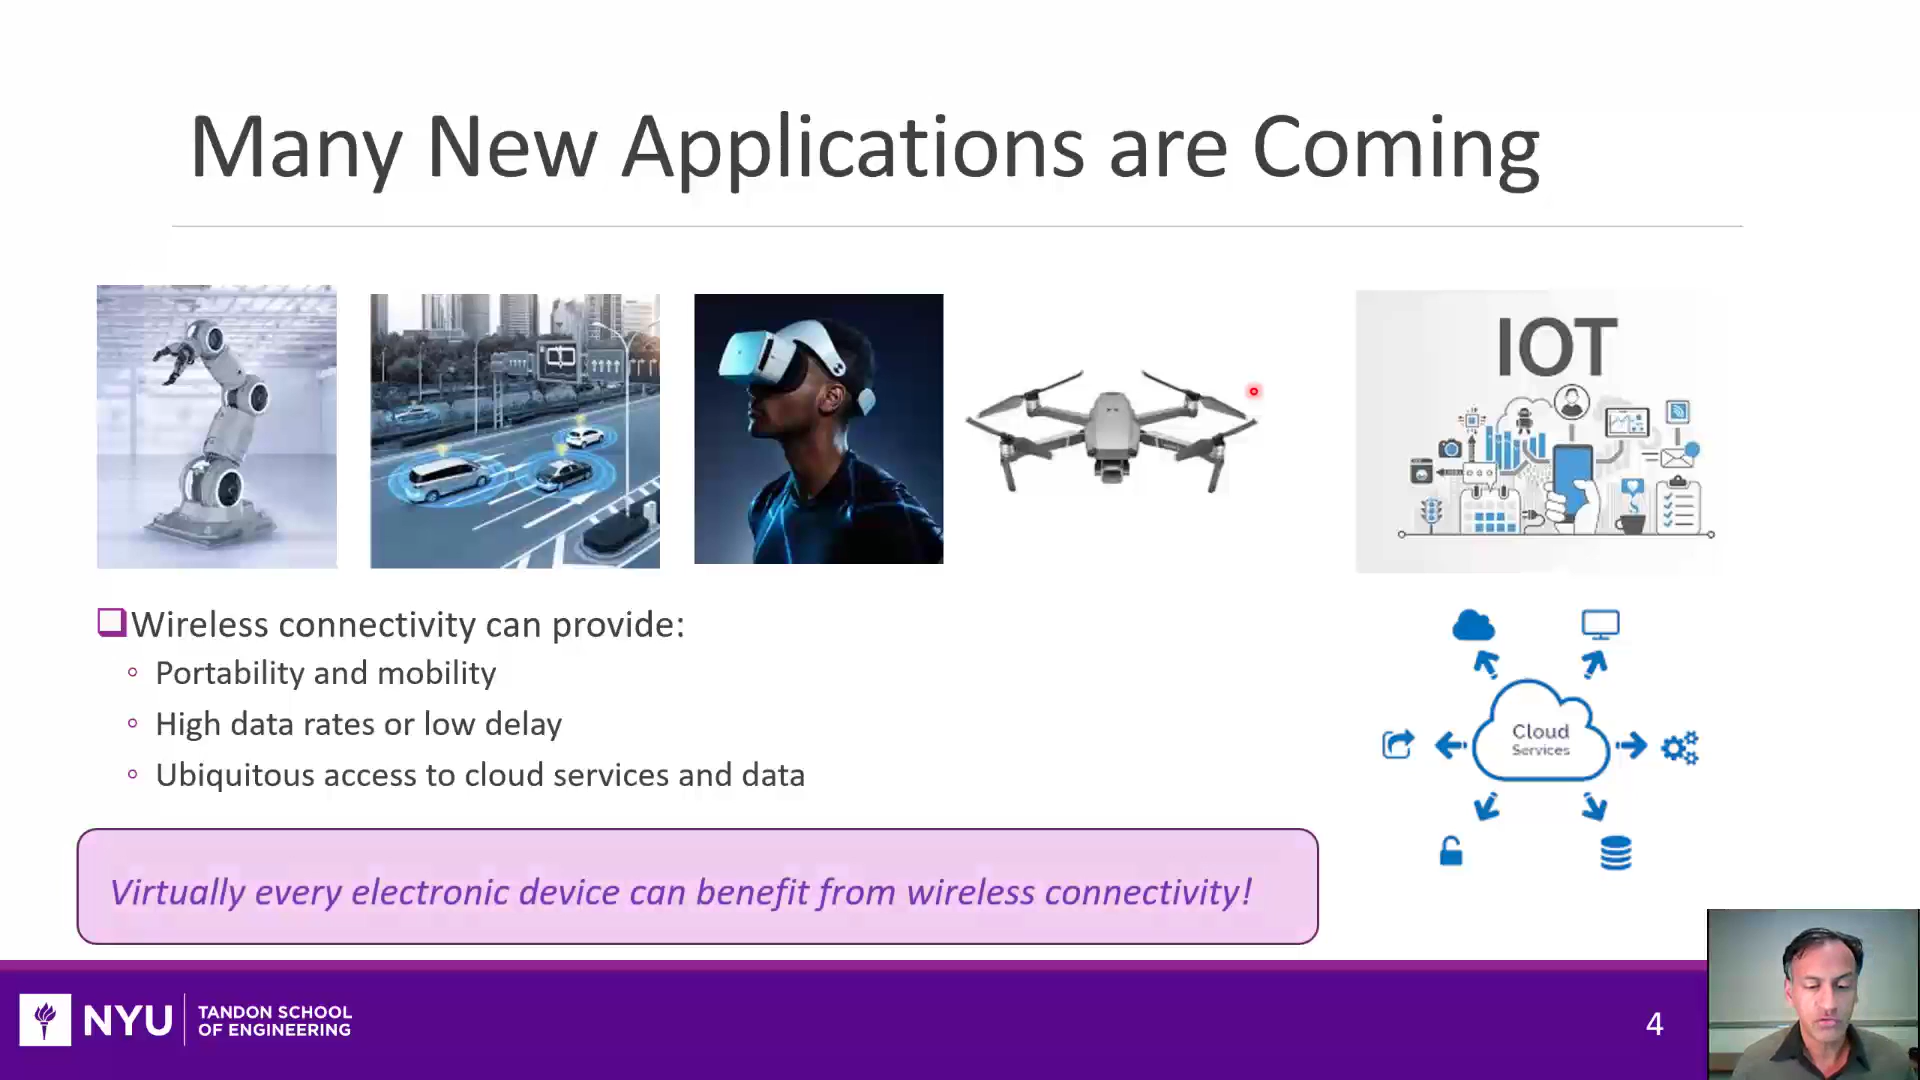 Many New Applications are Coming
IOT
Wireless connectivity can provide:
Portability and mobility
High data rates or low delay
Ubiquitous access to cloud services and data
Cloud
Services
Virtually every electronic device can benefit from wireless connectivity!
NYU
TANDON SCHOOL
OF ENGINEERING
4